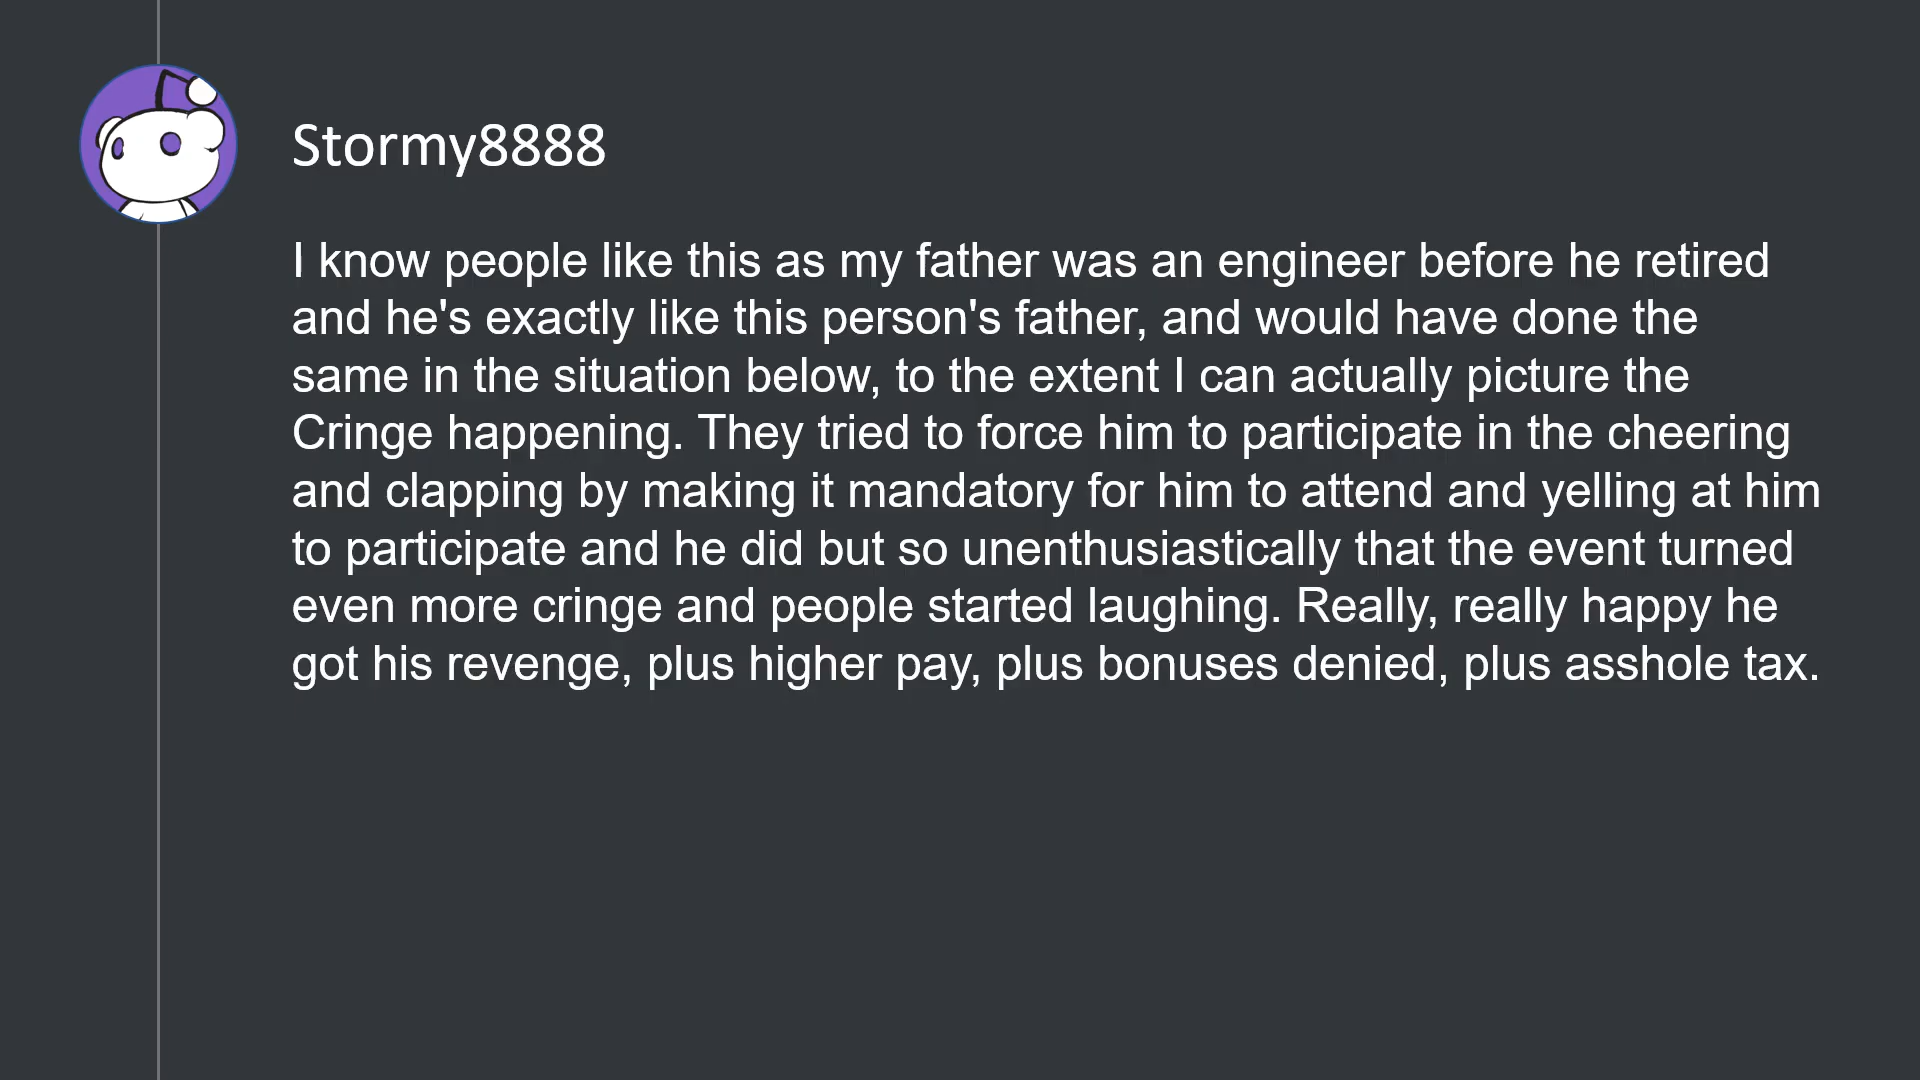 Stormy8888
I know people like this as my father was an engineer before he retired
and he's exactly like this person's father, and would have done the
same in the situation below, to the extent I can actually picture the
Cringe happening. They tried to force him to participate in the cheering
and clapping by making it mandatory for him to attend and yelling at him
to participate and he did but so unenthusiastically that the event turned
even more cringe and people started laughing. Really, really happy he
got his revenge, plus higher pay, plus bonuses denied, plus asshole tax.